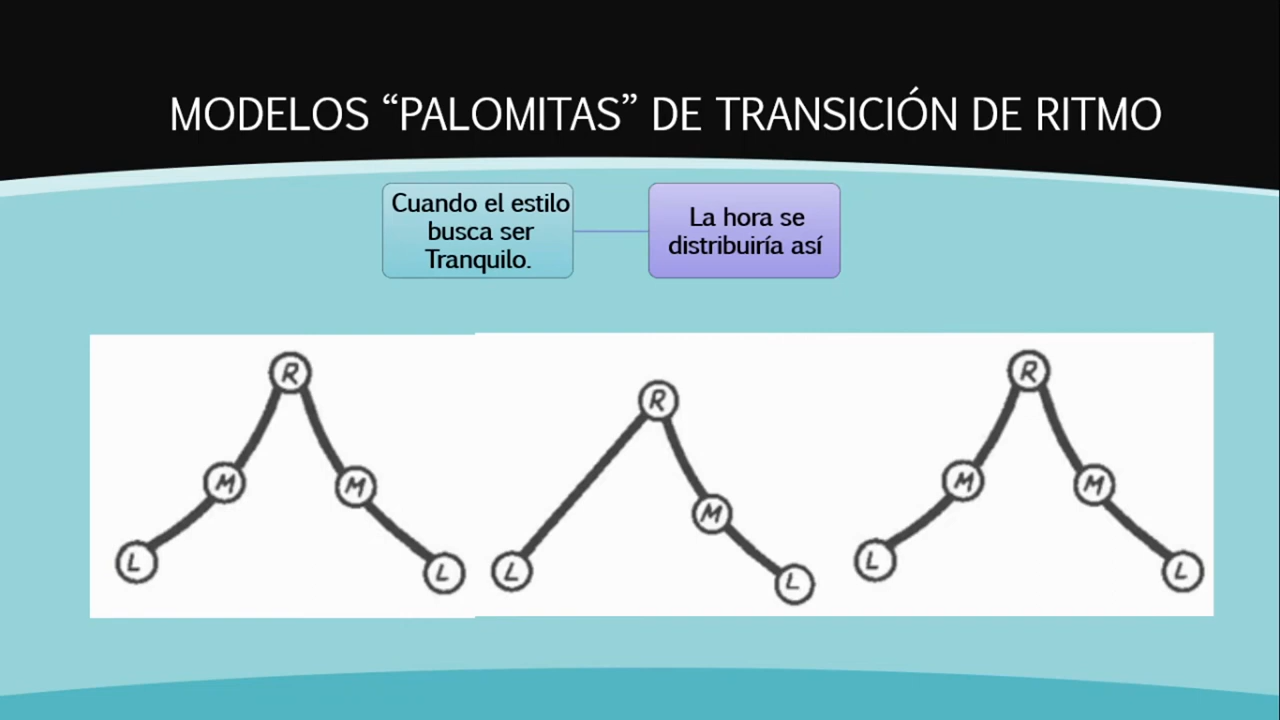 MODELOS “PALOMITAS” DE TRANSICIÓN DE RITMO
Cuando el estilo
busca ser
Tranquilo.
La hora se
distribuiría así
R
M
M
L
L
R
M
L
L
R
M
M
L
L